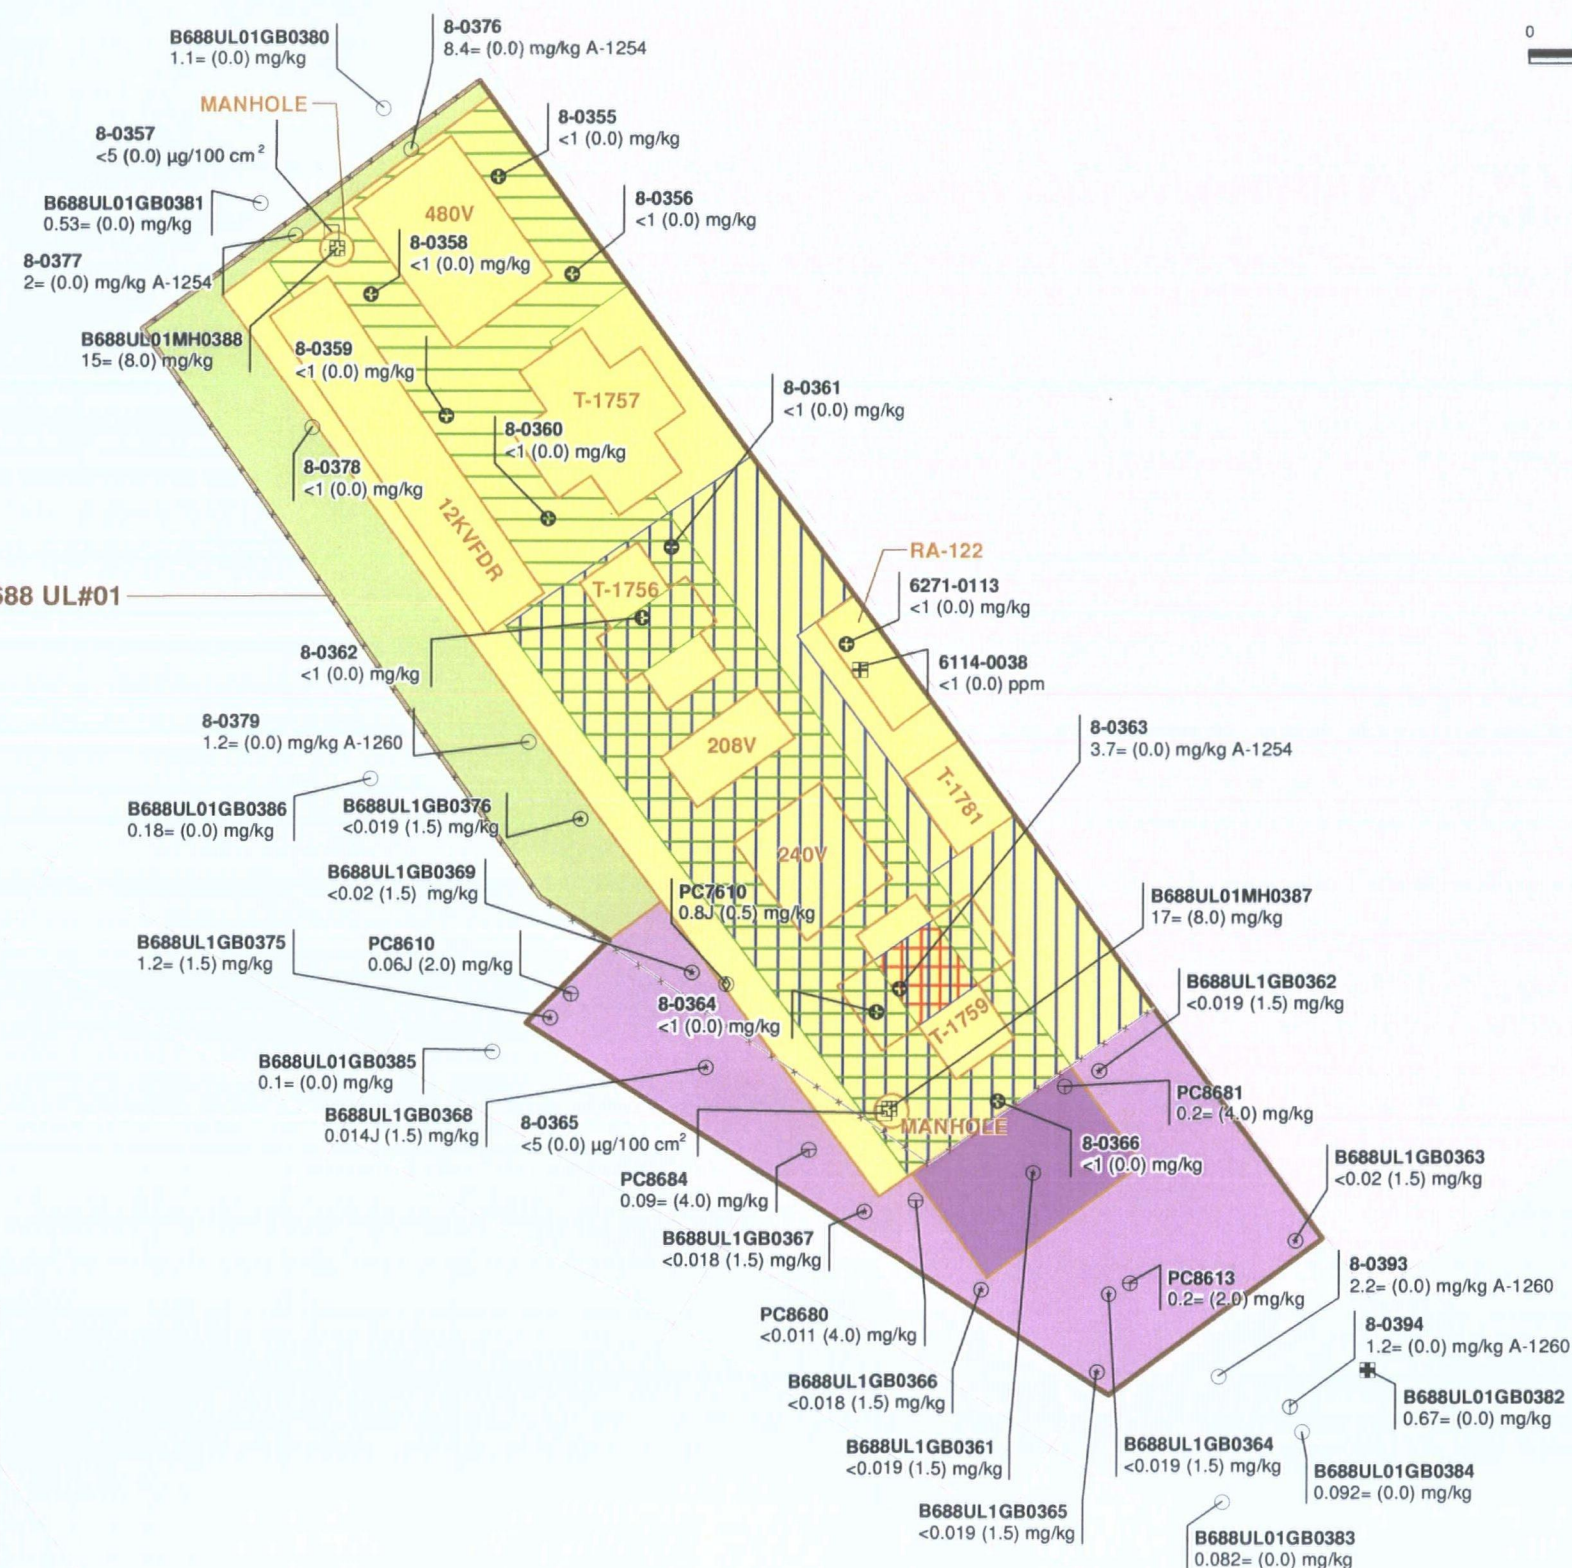 0
B688UL01GB0380
1.1= (0.0) mg/kg
8-0376
8.4= (0.0) mg/kg A-1254
MANHOLE
8-0355
<1 (0.0) mg/kg
8-0357
<5 (0.0) µg/100 cm²
B688UL01GB0381
0.53= (0.0) mg/kg
8-0356
<1 (0.0) mg/kg
480V
8-0358
<1 (0.0) mg/kg
8-0377
2= (0.0) mg/kg A-1254
B688UL01MH0388
15= (8.0) mg/kg
8-0359
<1 (0.0) mg/kg
T-1757
8-0361
<1 (0.0) mg/kg
8-0360
<1 (0.0) mg/kg
8-0378
<1 (0.0) mg/kg
12KVFDR
RA-122
T-1756
6271-0113
<1 (0.0) mg/kg
88 UL#01
8-0362
<1 (0.0) mg/kg
6114-0038
<1 (0.0) ppm
8-0379
1.2= (0.0) mg/kg A-1260
208V
8-0363
3.7= (0.0) mg/kg A-1254
T-1781
B688UL01GB0386
0.18= (0.0) mg/kg
B688UL1GB0376
<0.019 (1.5) mg/kg
240V
B688UL1GB0369
<0.02 (1.5) mg/kg
PC7610
0.8J (0.5) mg/kg
B688UL01MH0387
17= (8.0) mg/kg
B688UL1GB0375
1.2= (1.5) mg/kg
PC8610
0.06J (2.0) mg/kg
8-0364
<1 (0.0) mg/kg
B688UL1GB0362
<0.019 (1.5) mg/kg
T-1759
B688UL01GB0385
0.1= (0.0) mg/kg
B688UL1GB0368
0.014J (1.5) mg/kg
8-0365
<5 (0.0) µg/100 cm²
MANHOLE
PC8681
0.2= (4.0) mg/kg
8-0366
<1 (0.0) mg/kg
B688UL1GB0363
<0.02 (1.5) mg/kg
PC8684
0.09= (4.0) mg/kg
B688UL1GB0367
<0.018 (1.5) mg/kg
PC8613
0.2= (2.0) mg/kg
8-0393
2.2= (0.0) mg/kg A-1260
PC8680
<0.011 (4.0) mg/kg
8-0394
1.2= (0.0) mg/kg A-1260
B688UL1GB0366
<0.018 (1.5) mg/kg
B688UL01GB0382
0.67= (0.0) mg/kg
B688UL1GB0361
<0.019 (1.5) mg/kg
B688UL1GB0364
<0.019 (1.5) mg/kg
B688UL01GB0384
0.092= (0.0) mg/kg
B688UL1GB0365
<0.019 (1.5) mg/kg
B688UL01GB0383
0.082= (0.0) mg/kg